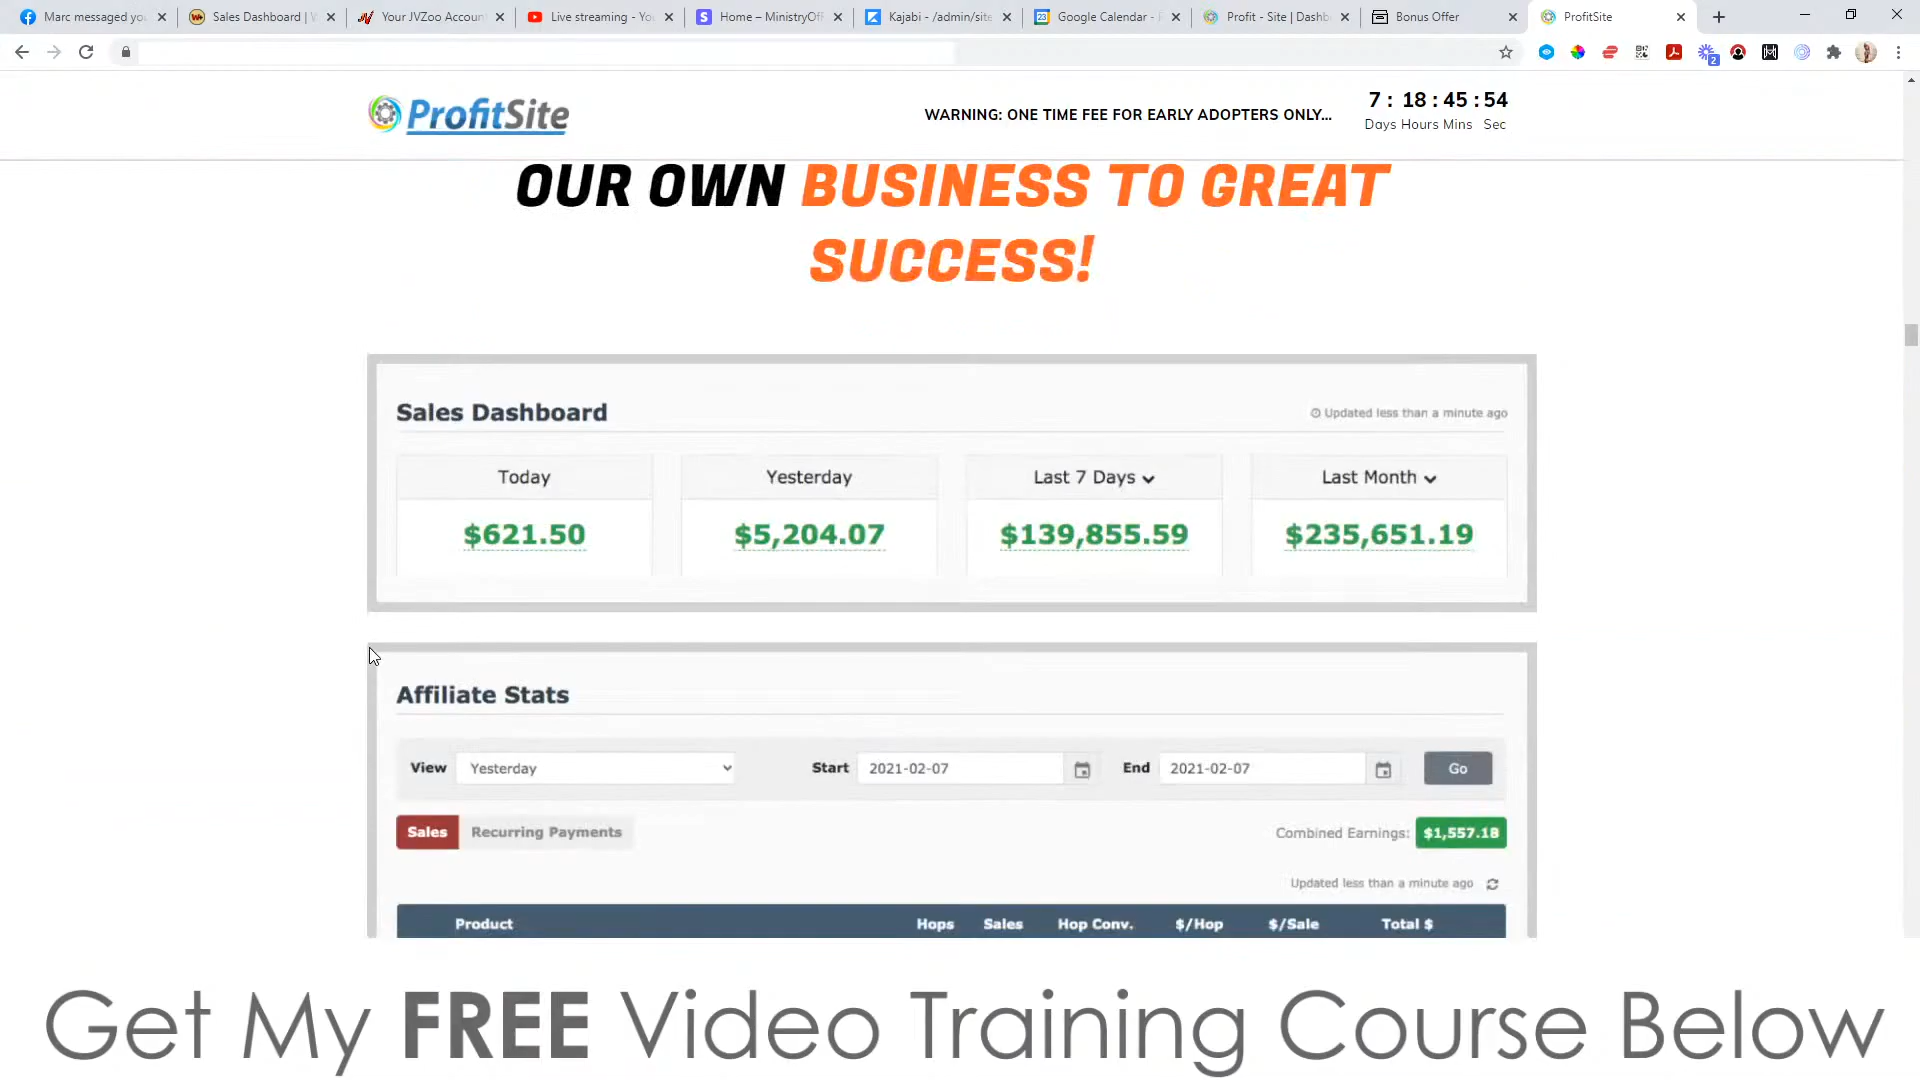 Marc messaged yo
Sales Dashboard | W
Your JVZoo Accoun
Live streaming - Yo
Home – MinistryOf
Kajabi - /admin/site
Google Calendar - F
Profit - Site | Dashb
Bonus Offer
ProfitSite
2
ProfitSite
WARNING: ONE TIME FEE FOR EARLY ADOPTERS ONLY...
7 : 18 : 45 : 54
Days Hours Mins Sec
OUR OWN BUSINESS TO GREAT
SUCCESS!
Sales Dashboard
Updated less than a minute ago
Today
Yesterday
Last 7 Days
Last Month
$621.50
$5,204.07
$139,855.59
$235,651.19
Affiliate Stats
View
Yesterday
Start
2021-02-07
End
2021-02-07
Go
Sales
Recurring Payments
Combined Earnings: $1,557.18
Updated less than a minute ago
Product
Hops
Sales
Hop Conv.
$/Hop
$/Sale
Total $
Get My FREE Video Training Course Below